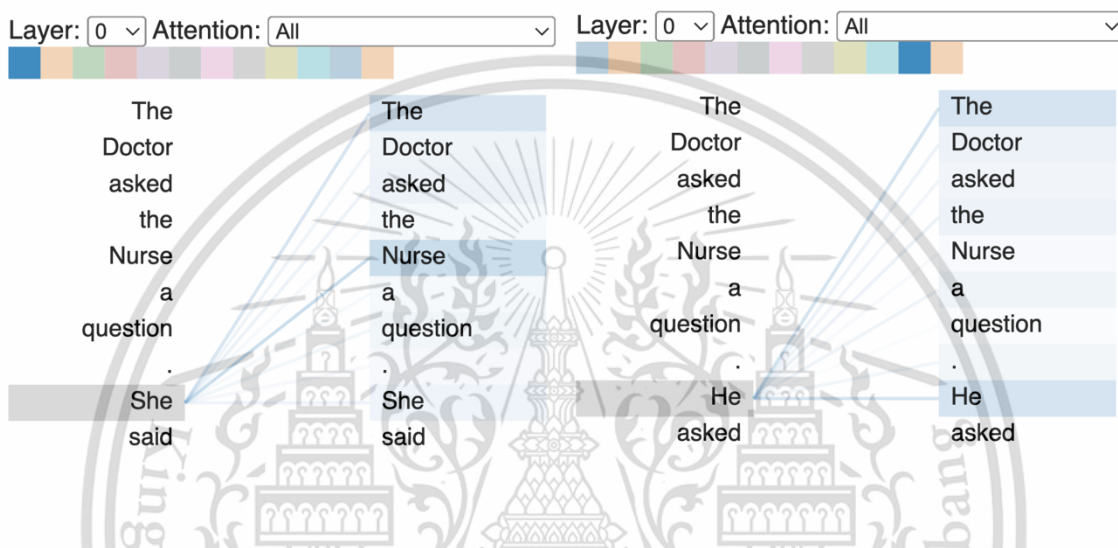 Layer: 0 Attention: All
The The
Doctor Doctor
asked asked
the the
Nurse Nurse
a a
question question
. .
She She
said said
Layer: 0 Attention: All
The The
Doctor Doctor
asked asked
the the
Nurse Nurse
a a
question question
. .
He He
asked asked
King
bang